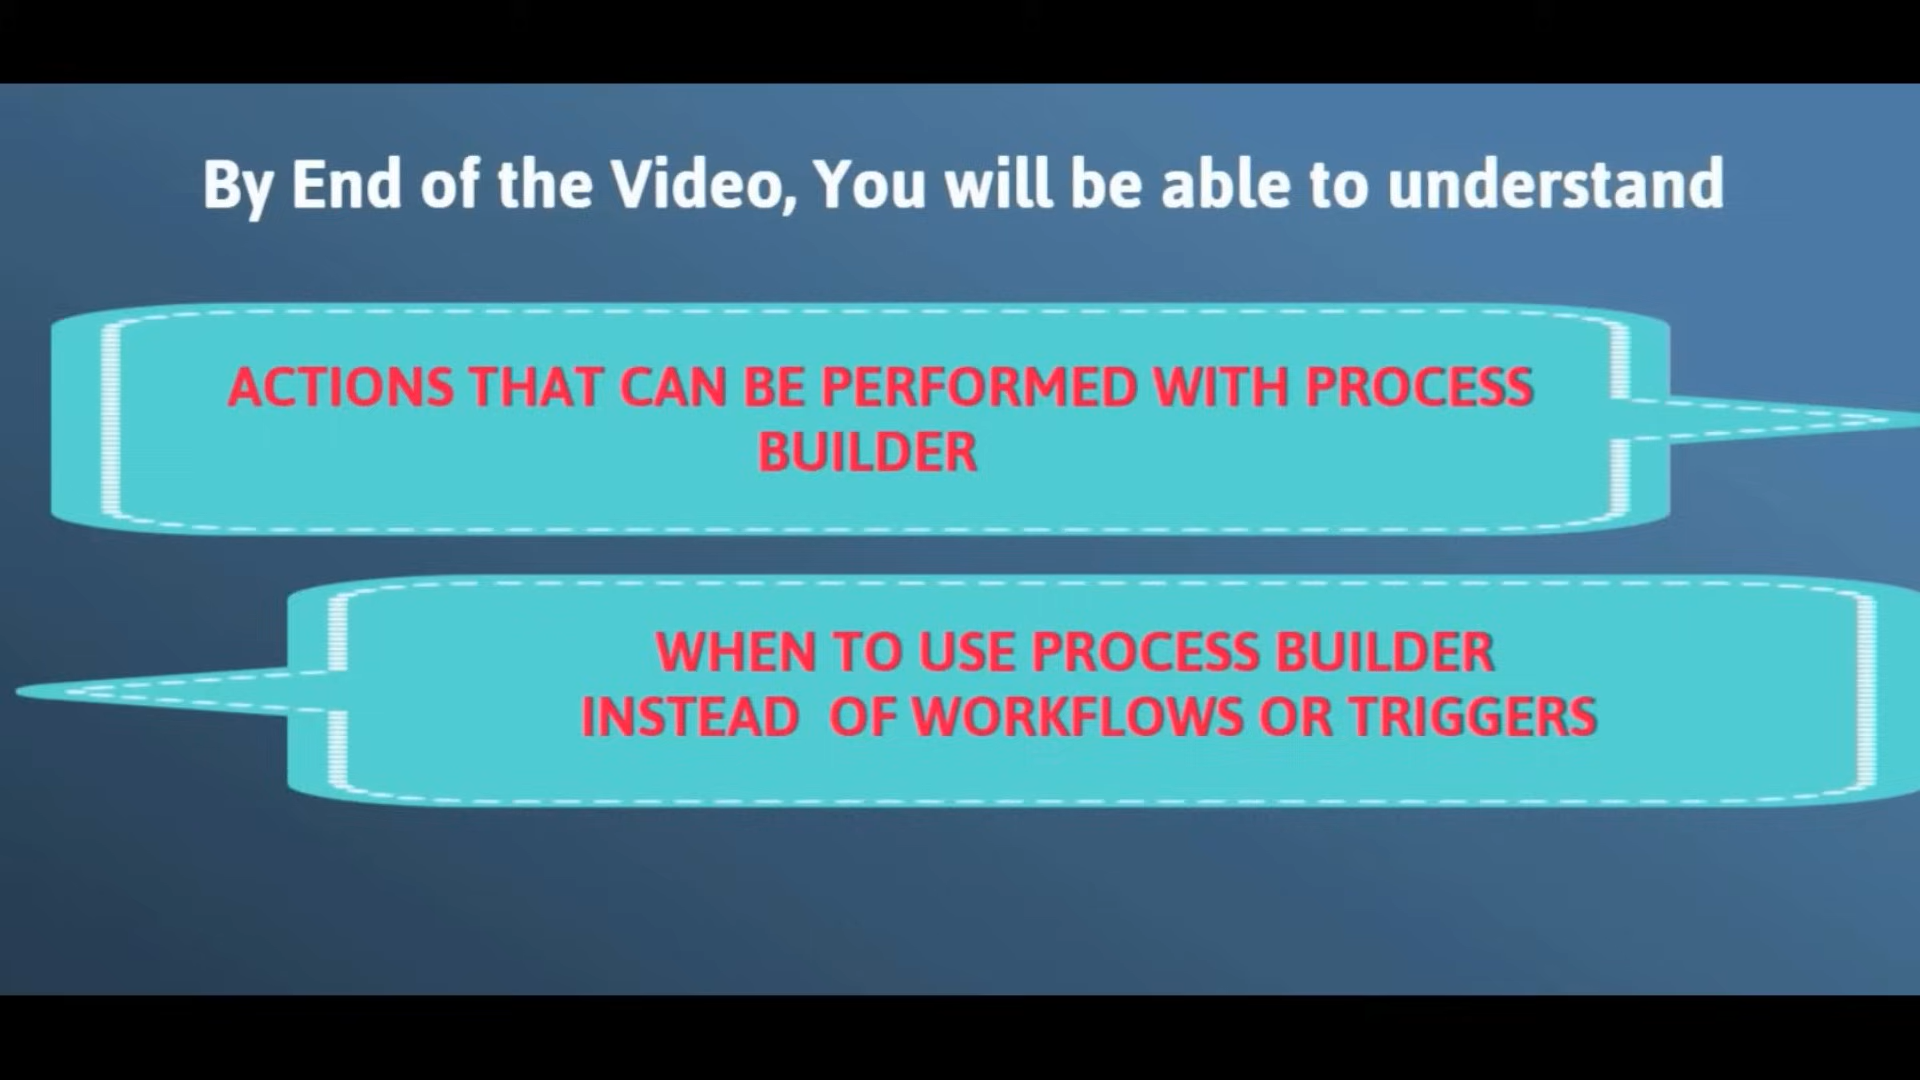 By End of the Video, You will be able to understand
ACTIONS THAT CAN BE PERFORMED WITH PROCESS
BUILDER
WHEN TO USE PROCESS BUILDER
INSTEAD  OF WORKFLOWS OR TRIGGERS